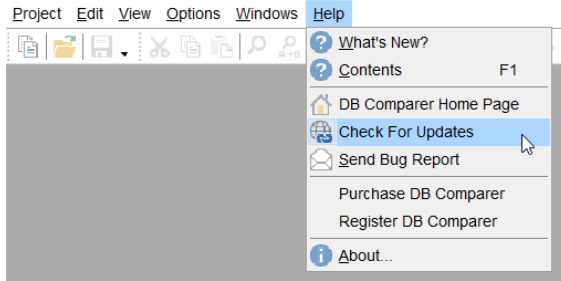 Project Edit View Options Windows Help
What's New?
Contents F1
DB Comparer Home Page
Check For Updates
Send Bug Report
Purchase DB Comparer
Register DB Comparer
About...